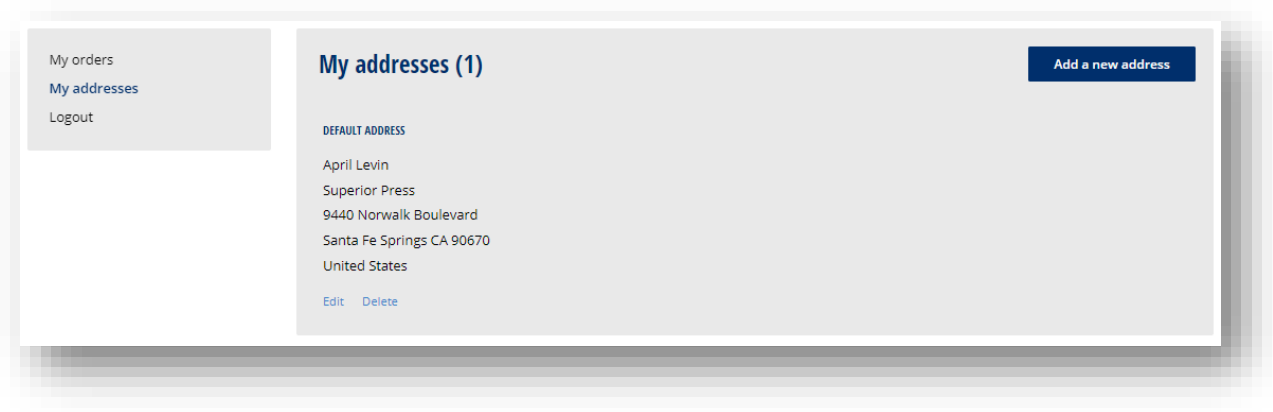 My orders
My addresses
Logout
My addresses (1)
Add a new address
DEFAULT ADDRESS
April Levin
Superior Press
9440 Norwalk Boulevard
Santa Fe Springs CA 90670
United States
Edit Delete